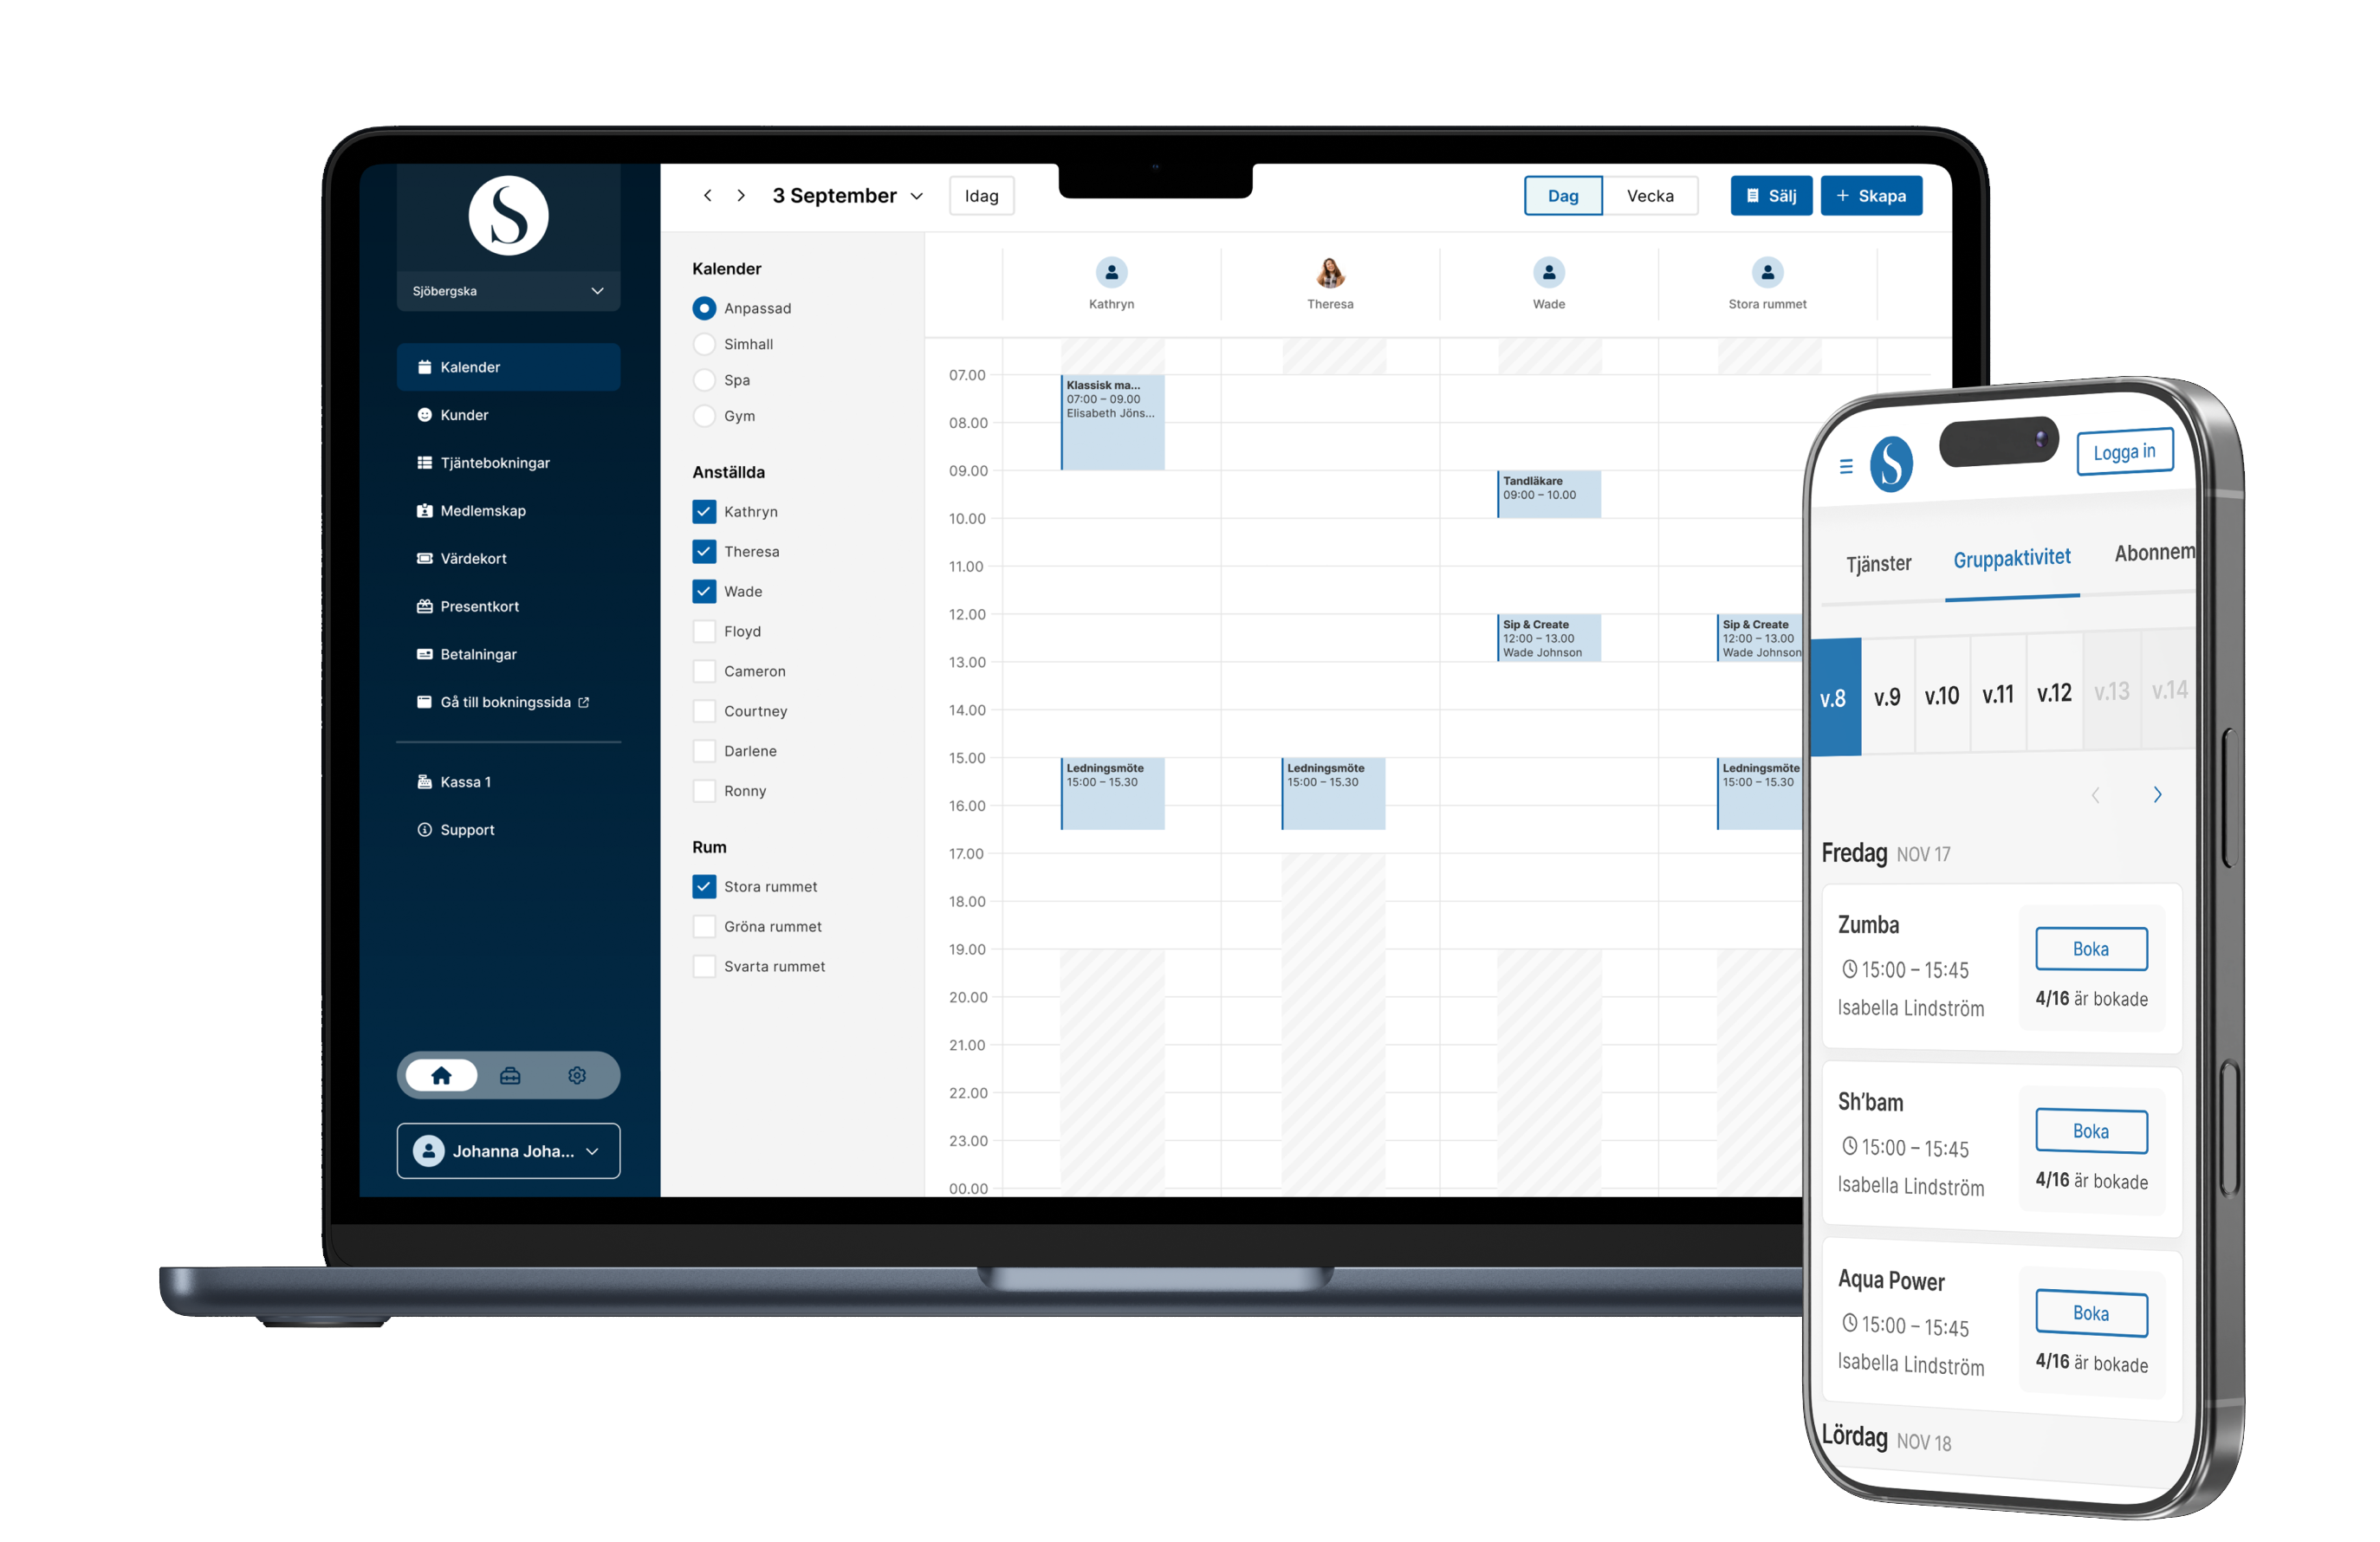 S
Sjöbergska
Kalender
Kunder
Tjäntebokningar
Medlemskap
Värdekort
Presentkort
Betalningar
Gå till bokningssida
Kassa 1
Support
Johanna Joha...
3 September
Idag
Dag
Vecka
Sälj
+ Skapa
Kalender
Anpassad
Simhall
Spa
Gym
Anställda
Kathryn
Theresa
Wade
Floyd
Cameron
Courtney
Darlene
Ronny
Rum
Stora rummet
Gröna rummet
Svarta rummet
Kathryn
Theresa
Wade
Stora rummet
07.00
08.00
09.00
10.00
11.00
12.00
13.00
14.00
15.00
16.00
17.00
18.00
19.00
20.00
21.00
22.00
23.00
00.00
Klassisk ma...
07:00 – 09.00
Elisabeth Jöns...
Ledningsmöte
15:00 – 15.30
Ledningsmöte
15:00 – 15.30
Tandläkare
09:00 – 10.00
Sip & Create
12:00 – 13.00
Wade Johnson
Sip & Create
12:00 – 13.00
Wade Johnson
Ledningsmöte
15:00 – 15.30
S
Logga in
Tjänster
Gruppaktivitet
Abonnem
v.8
v.9
v.10
v.11
v.12
v.13
v.14
Fredag NOV 17
Zumba
15:00 – 15:45
Isabella Lindström
Boka
4/16 är bokade
Sh’bam
15:00 – 15:45
Isabella Lindström
Boka
4/16 är bokade
Aqua Power
15:00 – 15:45
Isabella Lindström
Boka
4/16 är bokade
Lördag NOV 18